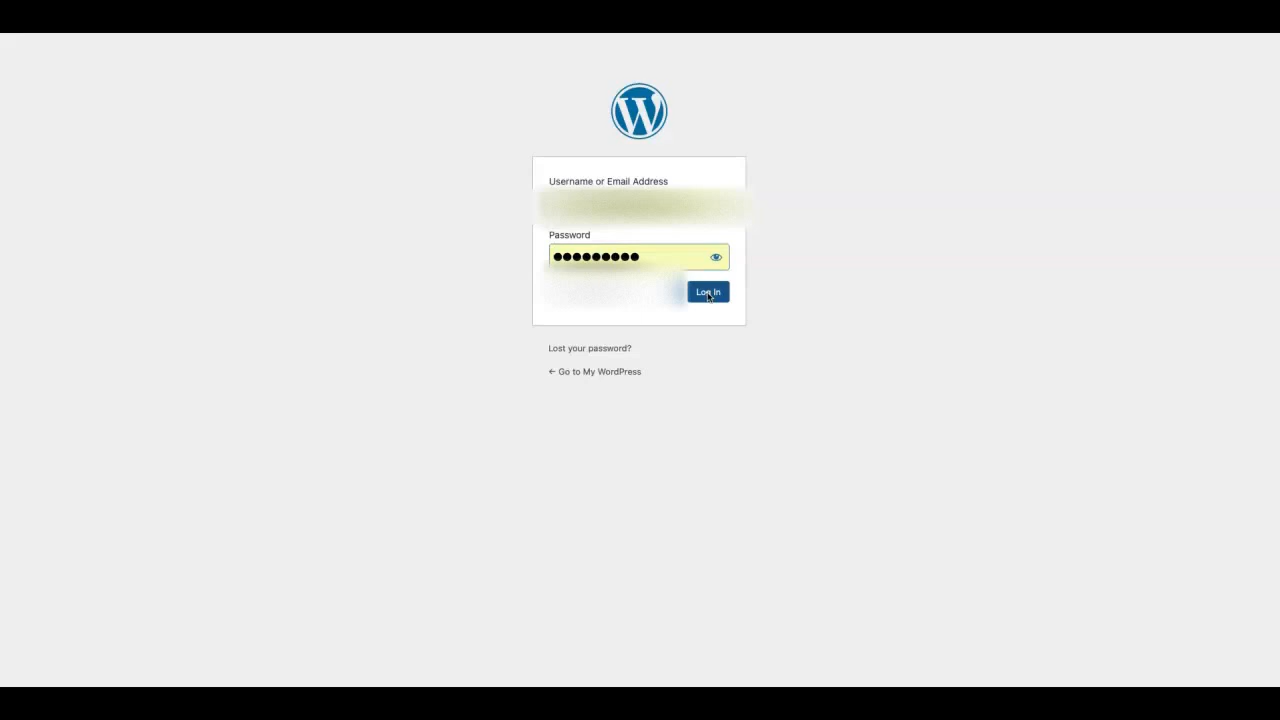 Username or Email Address
Password
Log In
Lost your password?
← Go to My WordPress